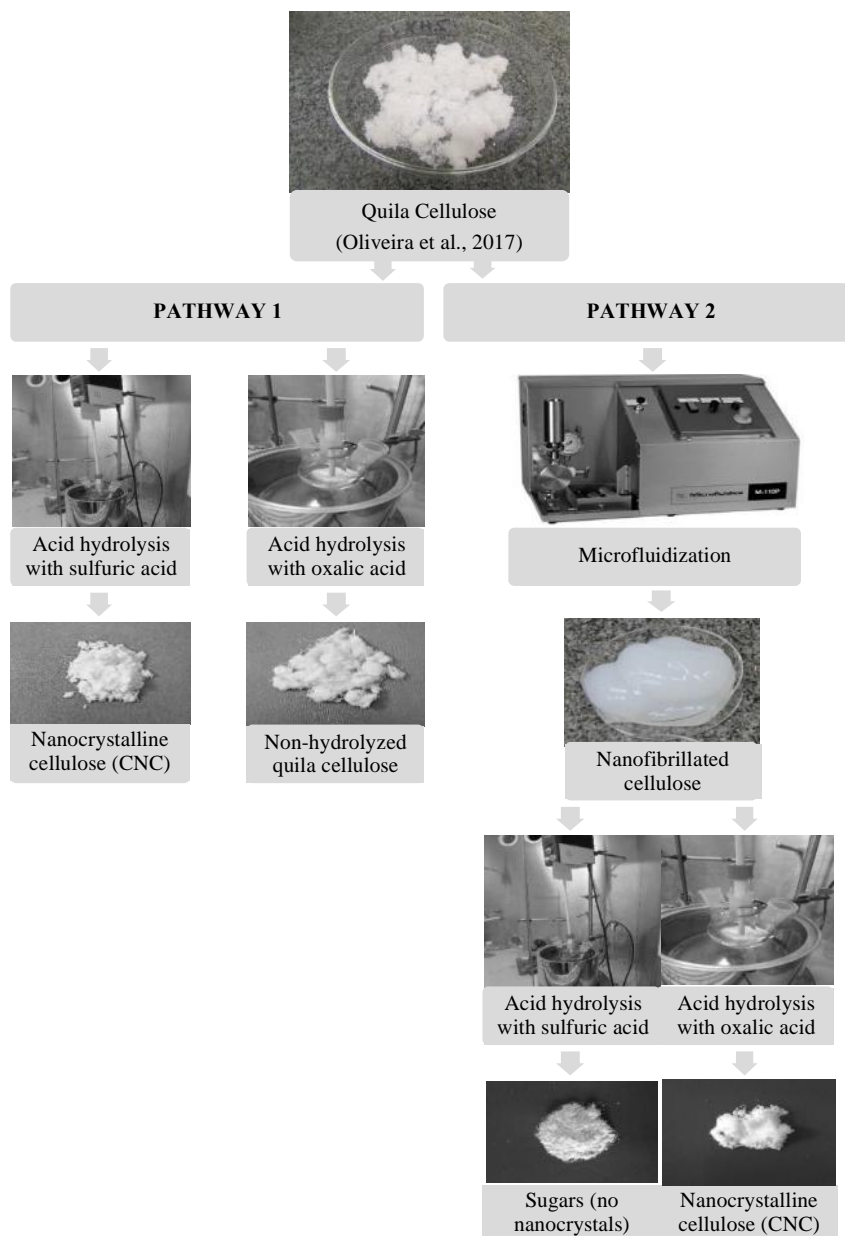 Quila Cellulose
(Oliveira et al., 2017)
PATHWAY 1
PATHWAY 2
M-110P
Acid hydrolysis
with sulfuric acid
Acid hydrolysis
with oxalic acid
Microfluidization
Nanocrystalline
cellulose (CNC)
Non-hydrolyzed
quila cellulose
Nanofibrillated
cellulose
Acid hydrolysis
with sulfuric acid
Acid hydrolysis
with oxalic acid
Sugars (no
nanocrystals)
Nanocrystalline
cellulose (CNC)